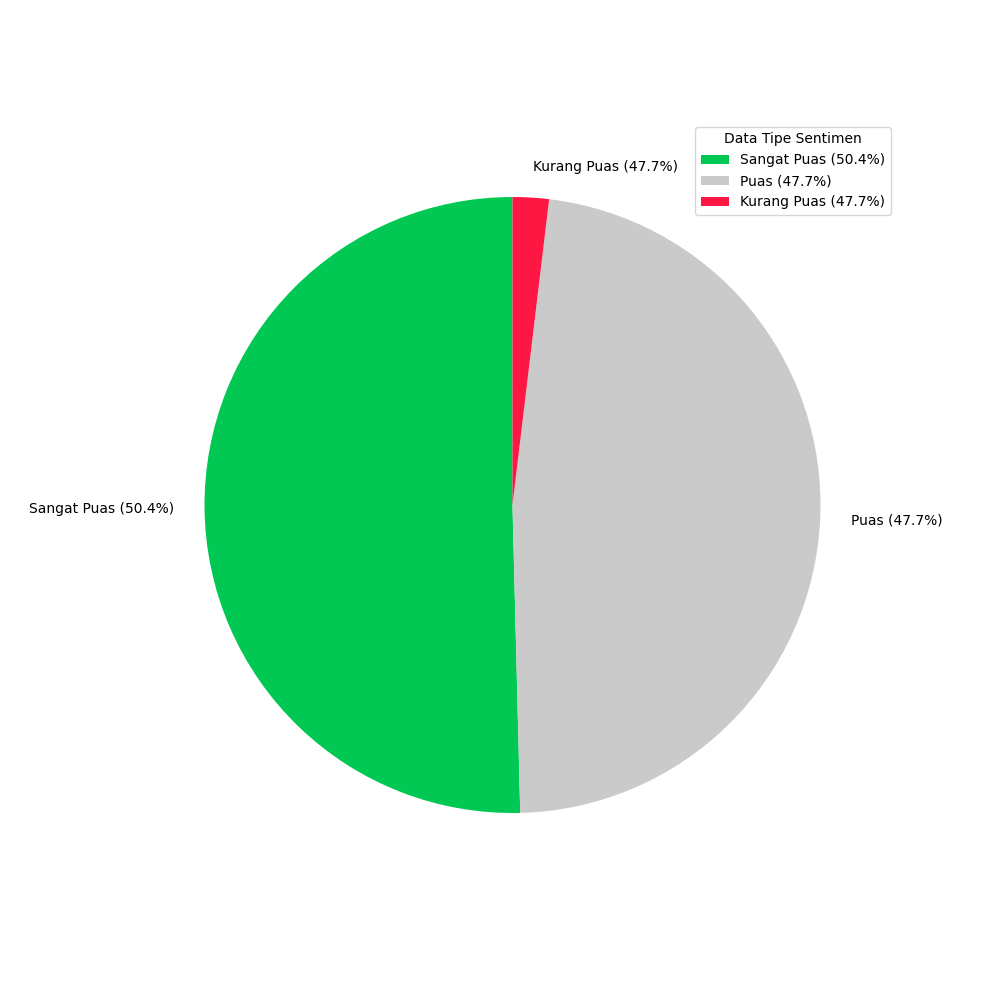 Data Tipe Sentimen
Sangat Puas (50.4%)
Puas (47.7%)
Kurang Puas (47.7%)
Kurang Puas (47.7%)
Sangat Puas (50.4%)
Puas (47.7%)